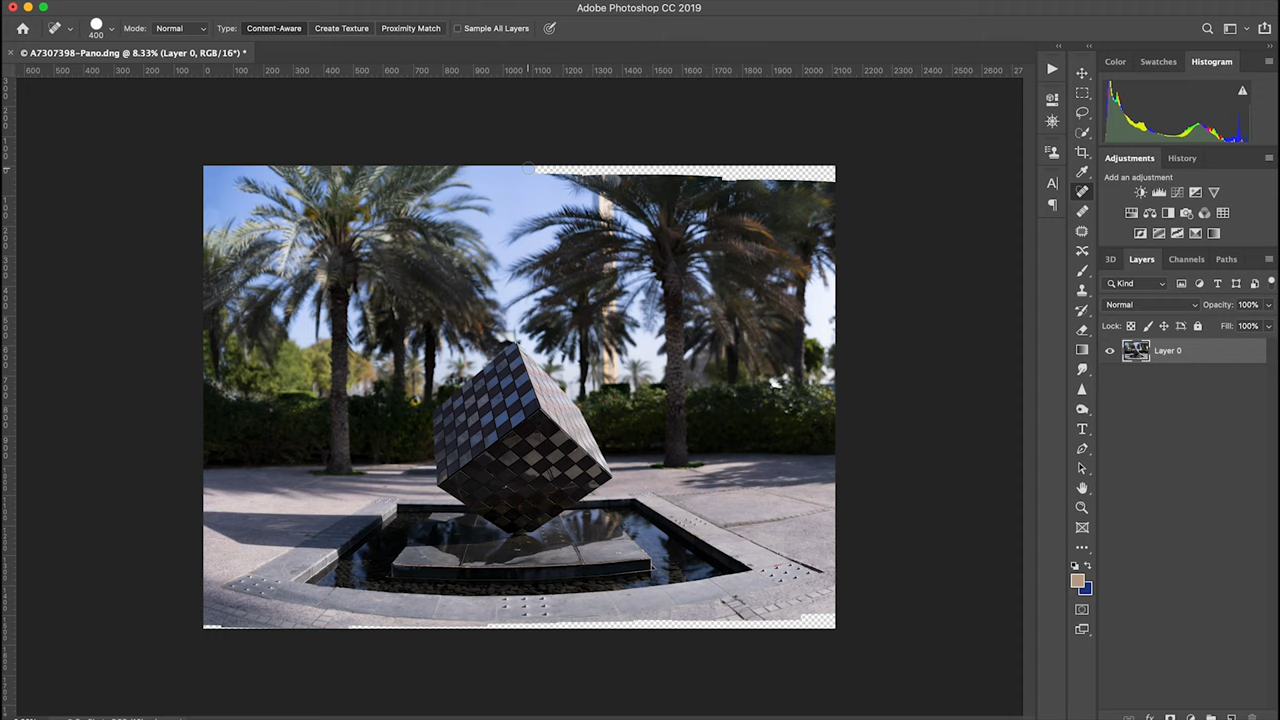 Adobe Photoshop CC 2019
400
Mode: Normal
Type: Content-Aware Create Texture Proximity Match
Sample All Layers
© A7307398-Pano.dng @ 8.33% (Layer 0, RGB/16*) *
600 500 400 300 200 100 0 100 200 300 400 500 600 700 800 900 1000 1100 1200 1300 1400 1500 1600 1700 1800 1900 2000 2100 2200 2300 2400 2500 2600 27
Color Swatches Histogram
Adjustments History
Add an adjustment
3D Layers Channels Paths
Kind
Normal Opacity: 100%
Lock: Fill: 100%
Layer 0